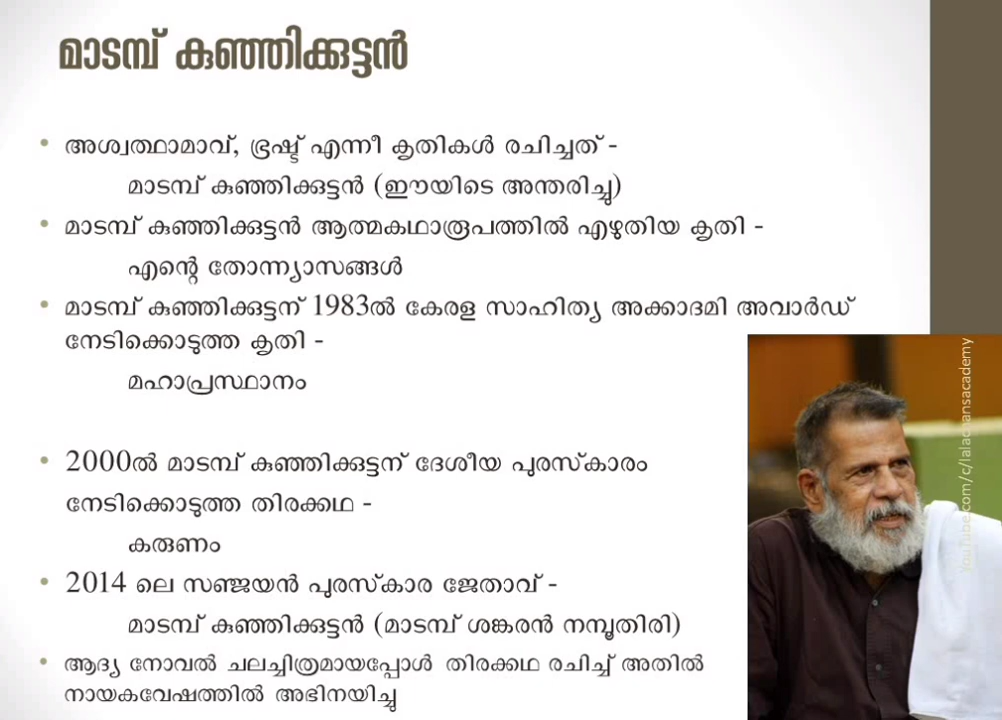 മാടമ്പ് കുഞ്ഞിക്കുട്ടൻ
• അശ്വത്ഥാമാവ്, ഭ്രഷ്ട് എന്നീ കൃതികൾ രചിച്ചത് -
മാടമ്പ് കുഞ്ഞിക്കുട്ടൻ (ഈയിടെ അന്തരിച്ചു)
• മാടമ്പ് കുഞ്ഞിക്കുട്ടൻ ആത്മകഥാരൂപത്തിൽ എഴുതിയ കൃതി -
എന്റെ തോന്ന്യാസങ്ങൾ
• മാടമ്പ് കുഞ്ഞിക്കുട്ടന് 1983ൽ കേരള സാഹിത്യ അക്കാദമി അവാർഡ്
നേടിക്കൊടുത്ത കൃതി -
മഹാപ്രസ്ഥാനം
• 2000ൽ മാടമ്പ് കുഞ്ഞിക്കുട്ടന് ദേശീയ പുരസ്‌കാരം
നേടിക്കൊടുത്ത തിരക്കഥ -
കരുണം
• 2014 ലെ സഞ്ജയൻ പുരസ്‌കാര ജേതാവ് -
മാടമ്പ് കുഞ്ഞിക്കുട്ടൻ (മാടമ്പ് ശങ്കരൻ നമ്പൂതിരി)
• ആദ്യ നോവൽ ചലച്ചിത്രമായപ്പോൾ തിരക്കഥ രചിച്ച് അതിൽ
നായകവേഷത്തിൽ അഭിനയിച്ചു
YouTube.com/c/lalachansacademy